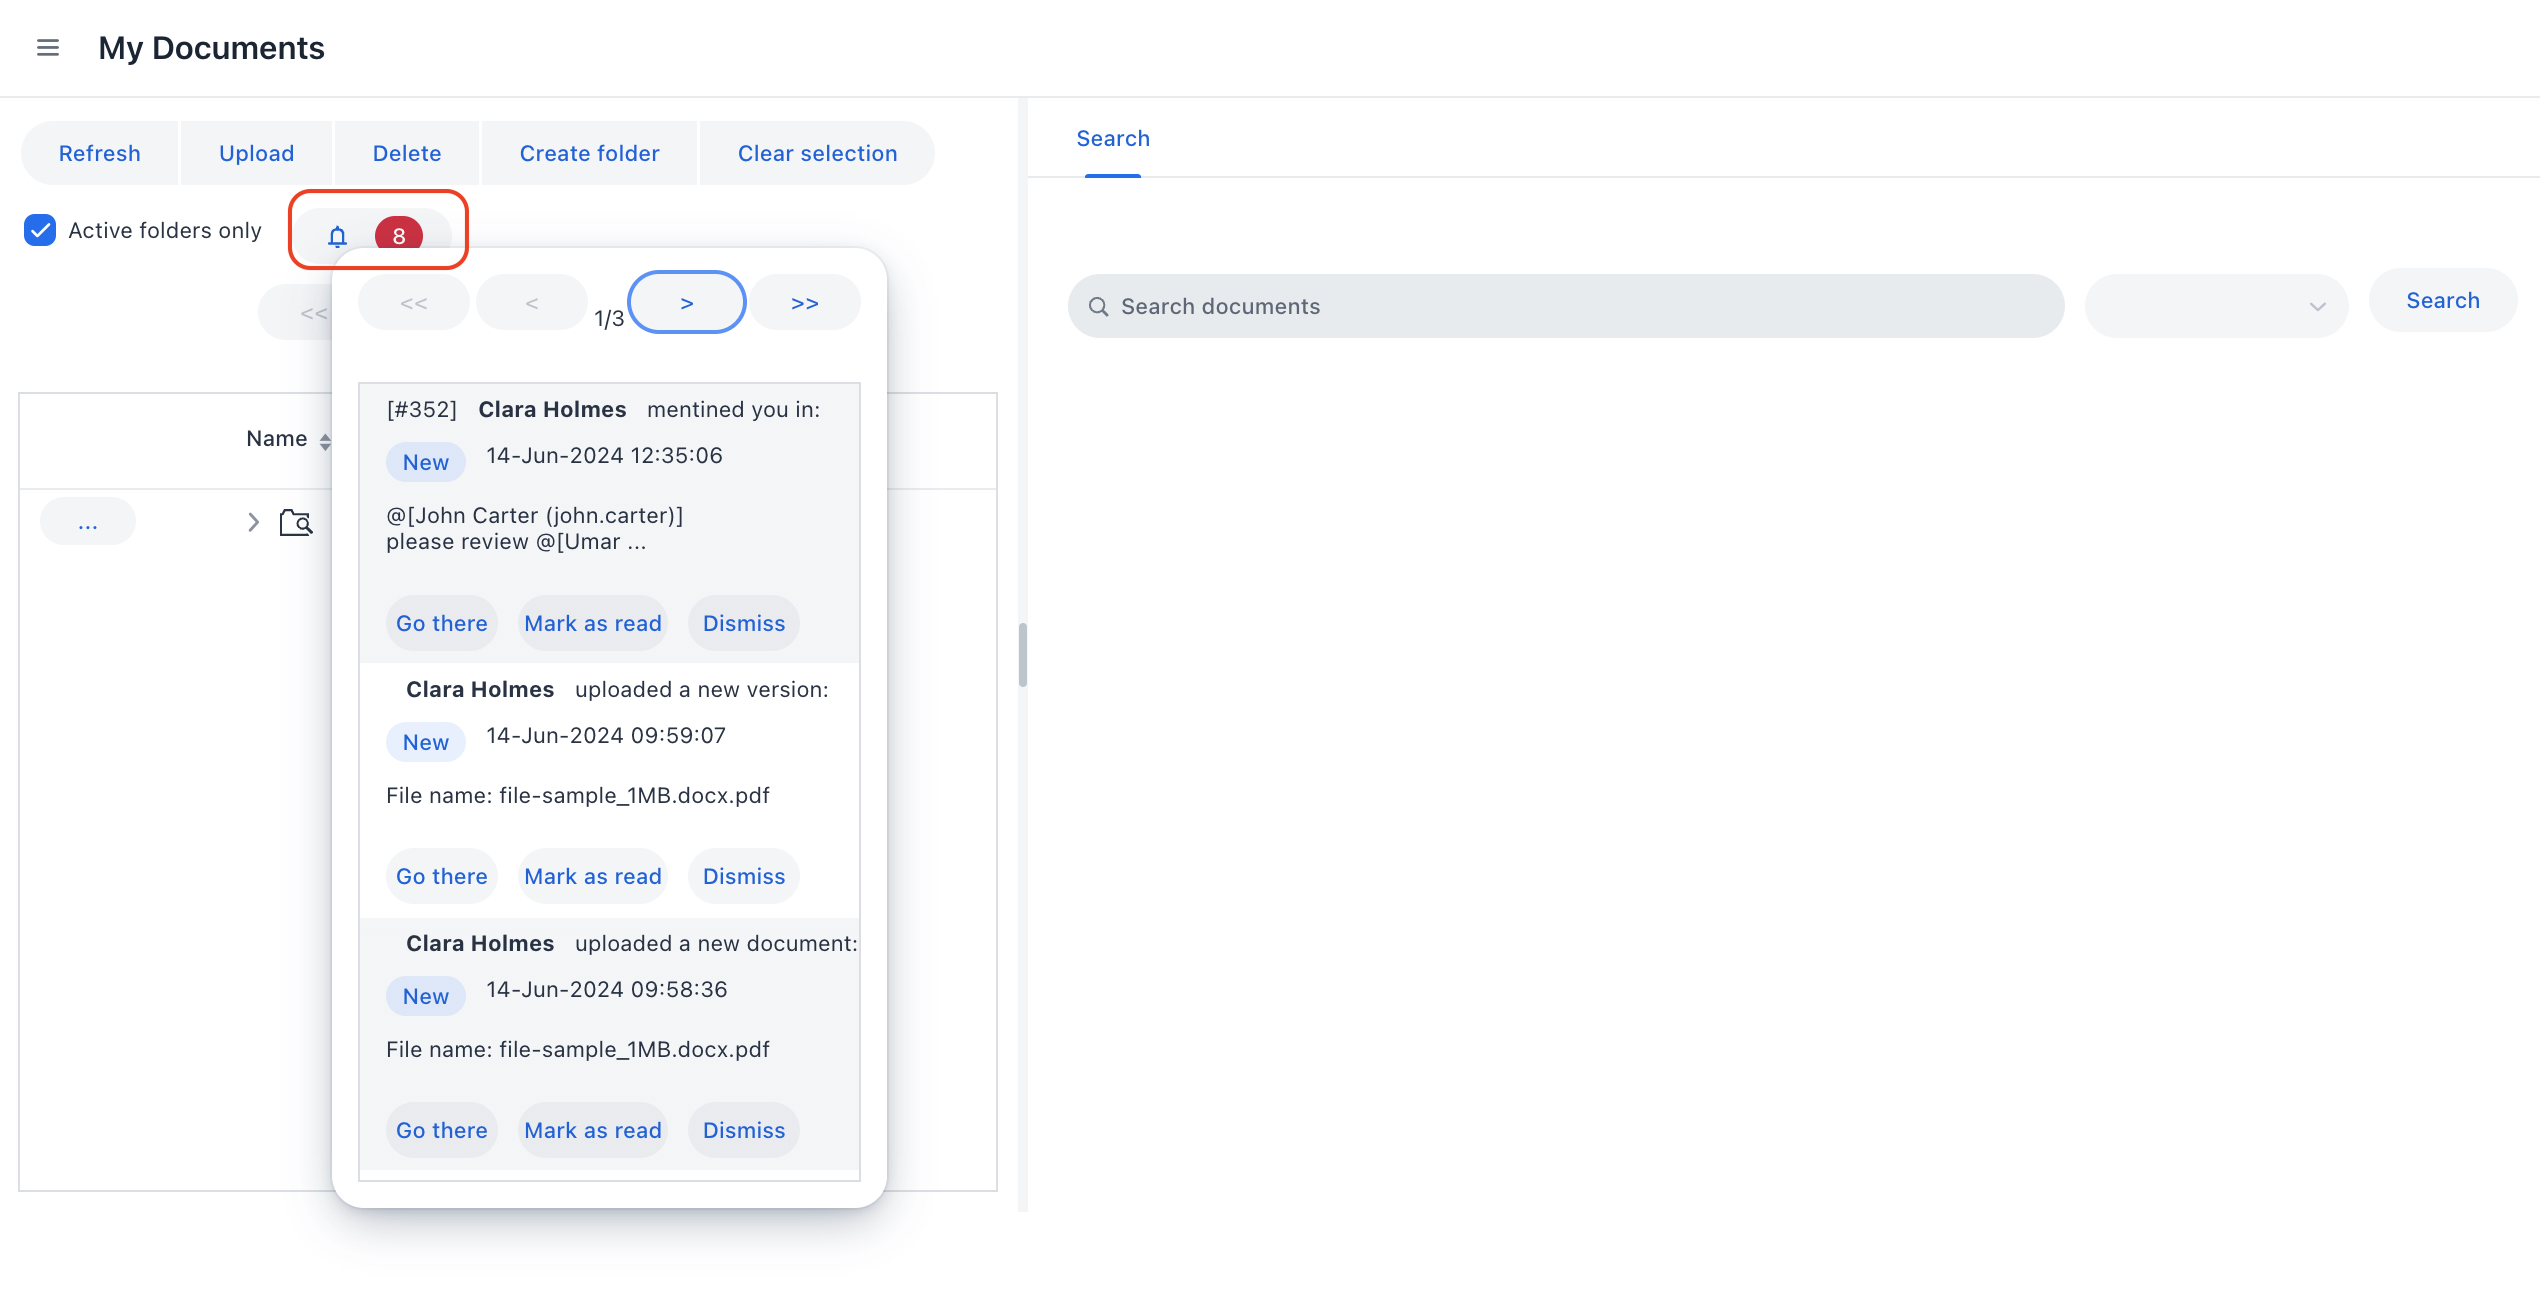 My Documents
Refresh Upload Delete Create folder Clear selection
Active folders only 8
<<
Name
...
<< < 1/3 > >>
[#352] Clara Holmes mentined you in:
New 14-Jun-2024 12:35:06
@[John Carter (john.carter)]
please review @[Umar ...
Go there Mark as read Dismiss
Clara Holmes uploaded a new version:
New 14-Jun-2024 09:59:07
File name: file-sample_1MB.docx.pdf
Go there Mark as read Dismiss
Clara Holmes uploaded a new document:
New 14-Jun-2024 09:58:36
File name: file-sample_1MB.docx.pdf
Go there Mark as read Dismiss
Search
Search documents Search